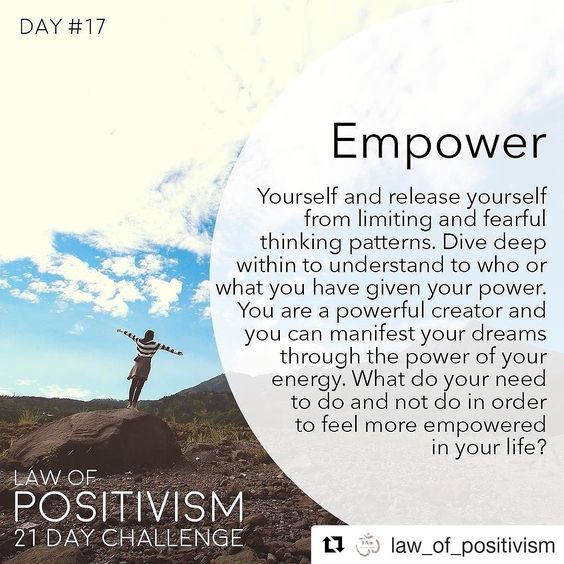 DAY #17
Empower
Yourself and release yourself
from limiting and fearful
thinking patterns. Dive deep
within to understand to who or
what you have given your power.
You are a powerful creator and
you can manifest your dreams
through the power of your
energy. What do your need
to do and not do in order
to feel more empowered
in your life?
LAW OF
POSITIVISM
21 DAY CHALLENGE
law_of_positivism